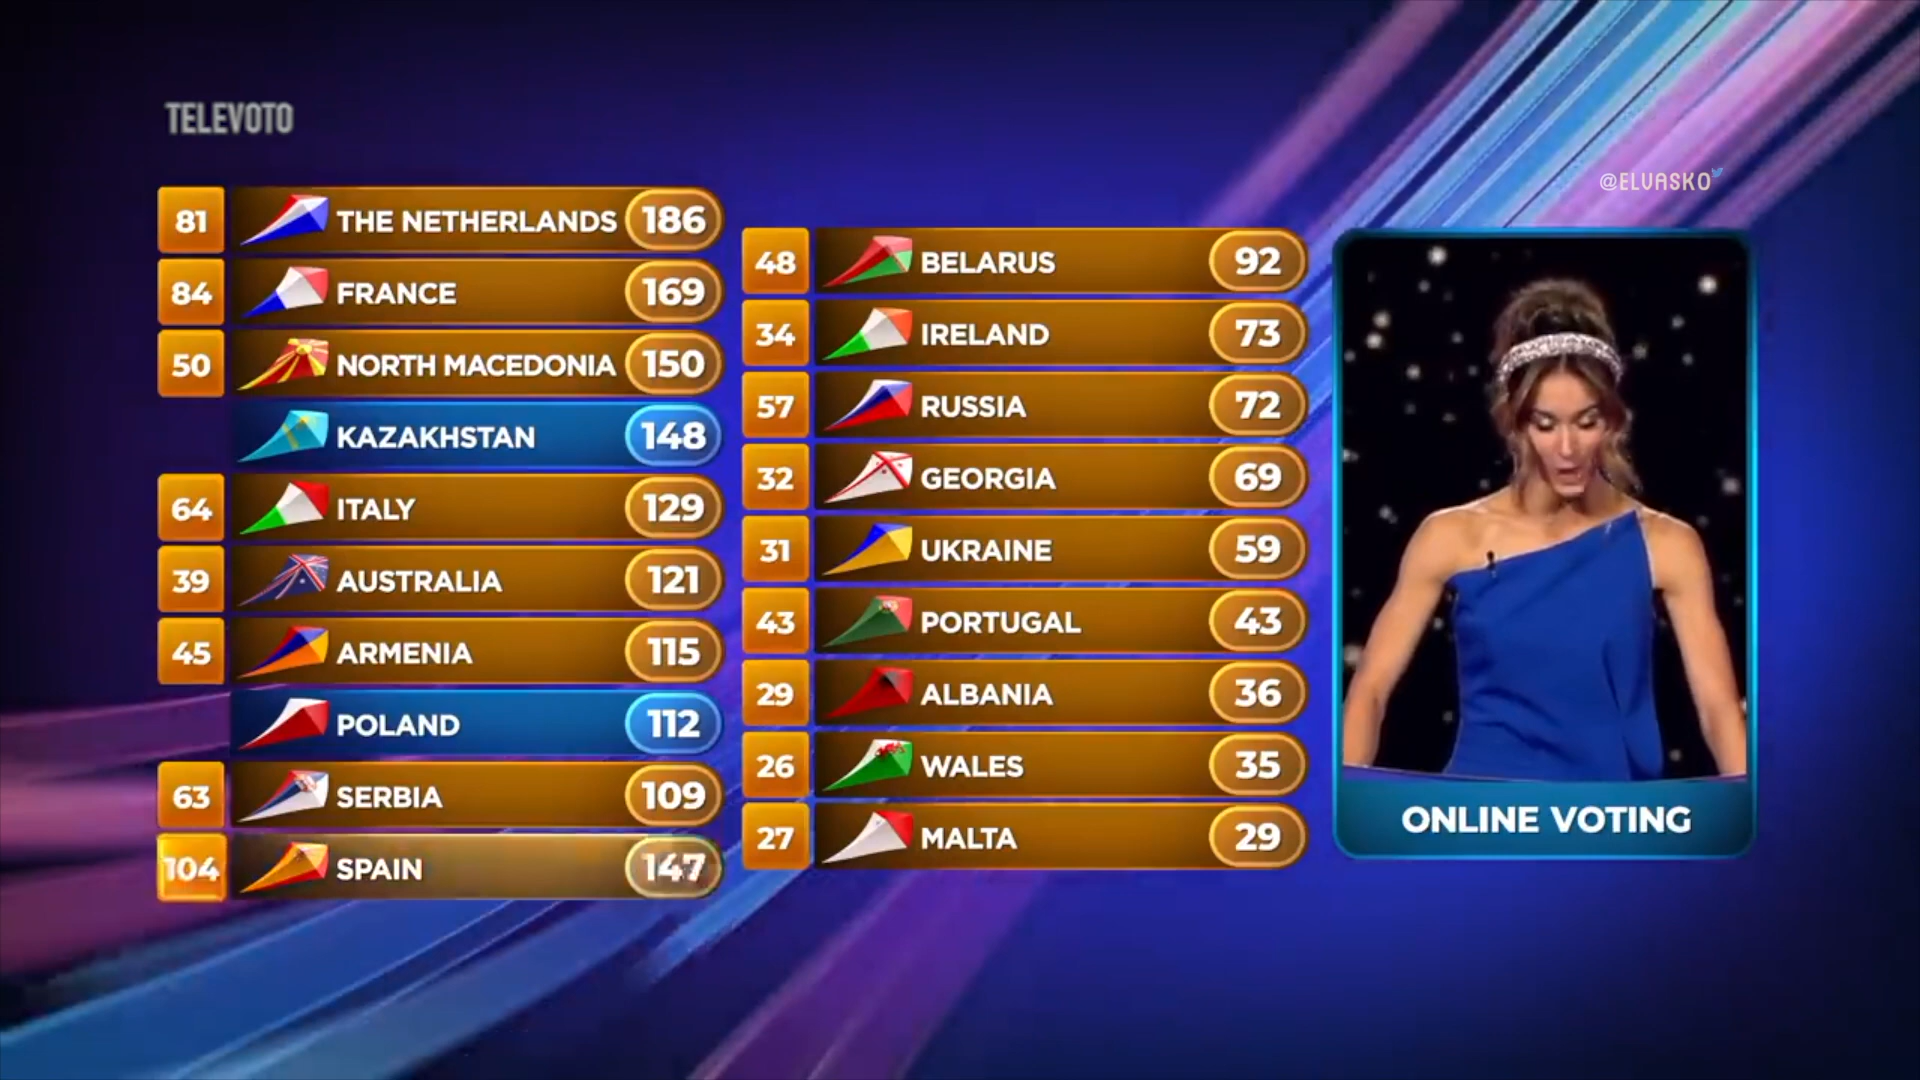 TELEVOTO
@ELVASKO
81 THE NETHERLANDS 186
84 FRANCE 169
50 NORTH MACEDONIA 150
KAZAKHSTAN 148
64 ITALY 129
39 AUSTRALIA 121
45 ARMENIA 115
POLAND 112
63 SERBIA 109
104 SPAIN 147
48 BELARUS 92
34 IRELAND 73
57 RUSSIA 72
32 GEORGIA 69
31 UKRAINE 59
43 PORTUGAL 43
29 ALBANIA 36
26 WALES 35
27 MALTA 29
ONLINE VOTING